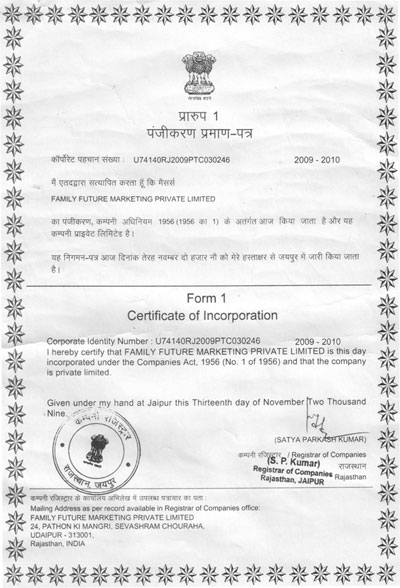 सत्यमेव जयते
प्रारुप 1
पंजीकरण प्रमाण-पत्र
कॉर्पोरेट पहचान संख्या : U74140RJ2009PTC030246 2009 - 2010
मैं एतदद्वारा सत्यापित करता हूँ कि मैसर्स
FAMILY FUTURE MARKETING PRIVATE LIMITED
का पंजीकरण, कम्पनी अधिनियम 1956 (1956 का 1) के अतंर्गत आज किया जाता है और यह
कम्पनी प्राइवेट लिमिटेड है।
यह निगमन-पत्र आज दिनांक तेरह नवम्बर दो हजार नौ को मेरे हस्ताक्षर से जयपुर में जारी किया जाता
है।
Form 1
Certificate of Incorporation
Corporate Identity Number : U74140RJ2009PTC030246 2009 - 2010
I hereby certify that FAMILY FUTURE MARKETING PRIVATE LIMITED is this day
incorporated under the Companies Act, 1956 (No. 1 of 1956) and that the company
is private limited.
Given under my hand at Jaipur this Thirteenth day of November Two Thousand
Nine.
कम्पनी रजिस्ट्रार
राजस्थान, जयपुर
(SATYA PARKASH KUMAR)
कम्पनी रजिस्ट्रार / Registrar of Companies
(S. P. Kumar)
राजस्थान
Registrar of Companies
Rajasthan, JAIPUR
Rajasthan
कम्पनी रजिस्ट्रार के कार्यालय अभिलेख में उपलब्ध पत्राचार का पता :
Mailing Address as per record available in Registrar of Companies office:
FAMILY FUTURE MARKETING PRIVATE LIMITED
24, PATHON KI MANGRI, SEVASHRAM CHOURAHA,
UDAIPUR - 313001,
Rajasthan, INDIA